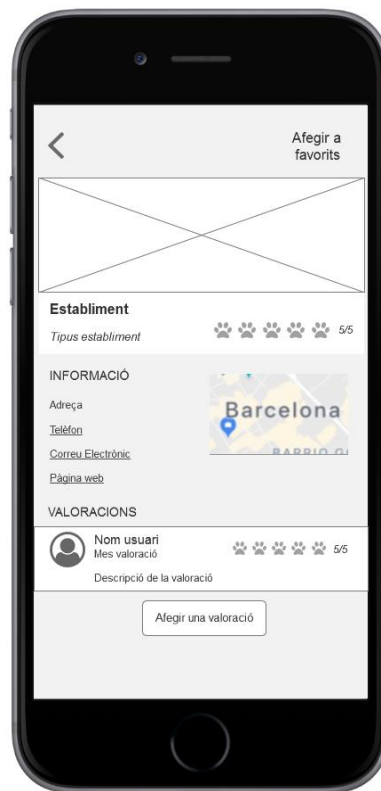 Afegir a
favorits
Establiment
Tipus establiment
5/5
INFORMACIÓ
Adreça
Telèfon
Correu Electrònic
Pàgina web
Barcelona
VALORACIONS
Nom usuari
Mes valoració
5/5
Descripció de la valoració
Afegir una valoració